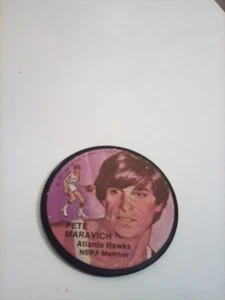 PETE
MARAVICH
Atlanta Hawks
NBPA Member